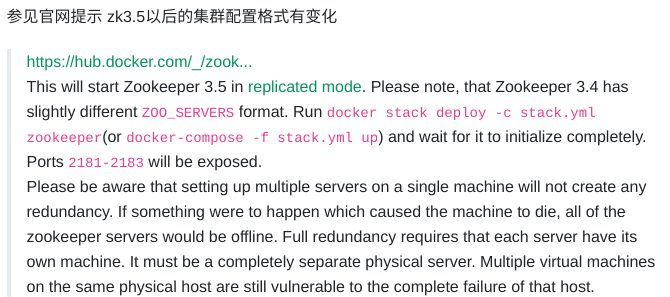 参见官网提示 zk3.5以后的集群配置格式有变化
https://hub.docker.com/_/zook...
This will start Zookeeper 3.5 in replicated mode. Please note, that Zookeeper 3.4 has
slightly different ZOO_SERVERS format. Run docker stack deploy -c stack.yml
zookeeper(or docker-compose -f stack.yml up) and wait for it to initialize completely.
Ports 2181-2183 will be exposed.
Please be aware that setting up multiple servers on a single machine will not create any
redundancy. If something were to happen which caused the machine to die, all of the
zookeeper servers would be offline. Full redundancy requires that each server have its
own machine. It must be a completely separate physical server. Multiple virtual machines
on the same physical host are still vulnerable to the complete failure of that host.